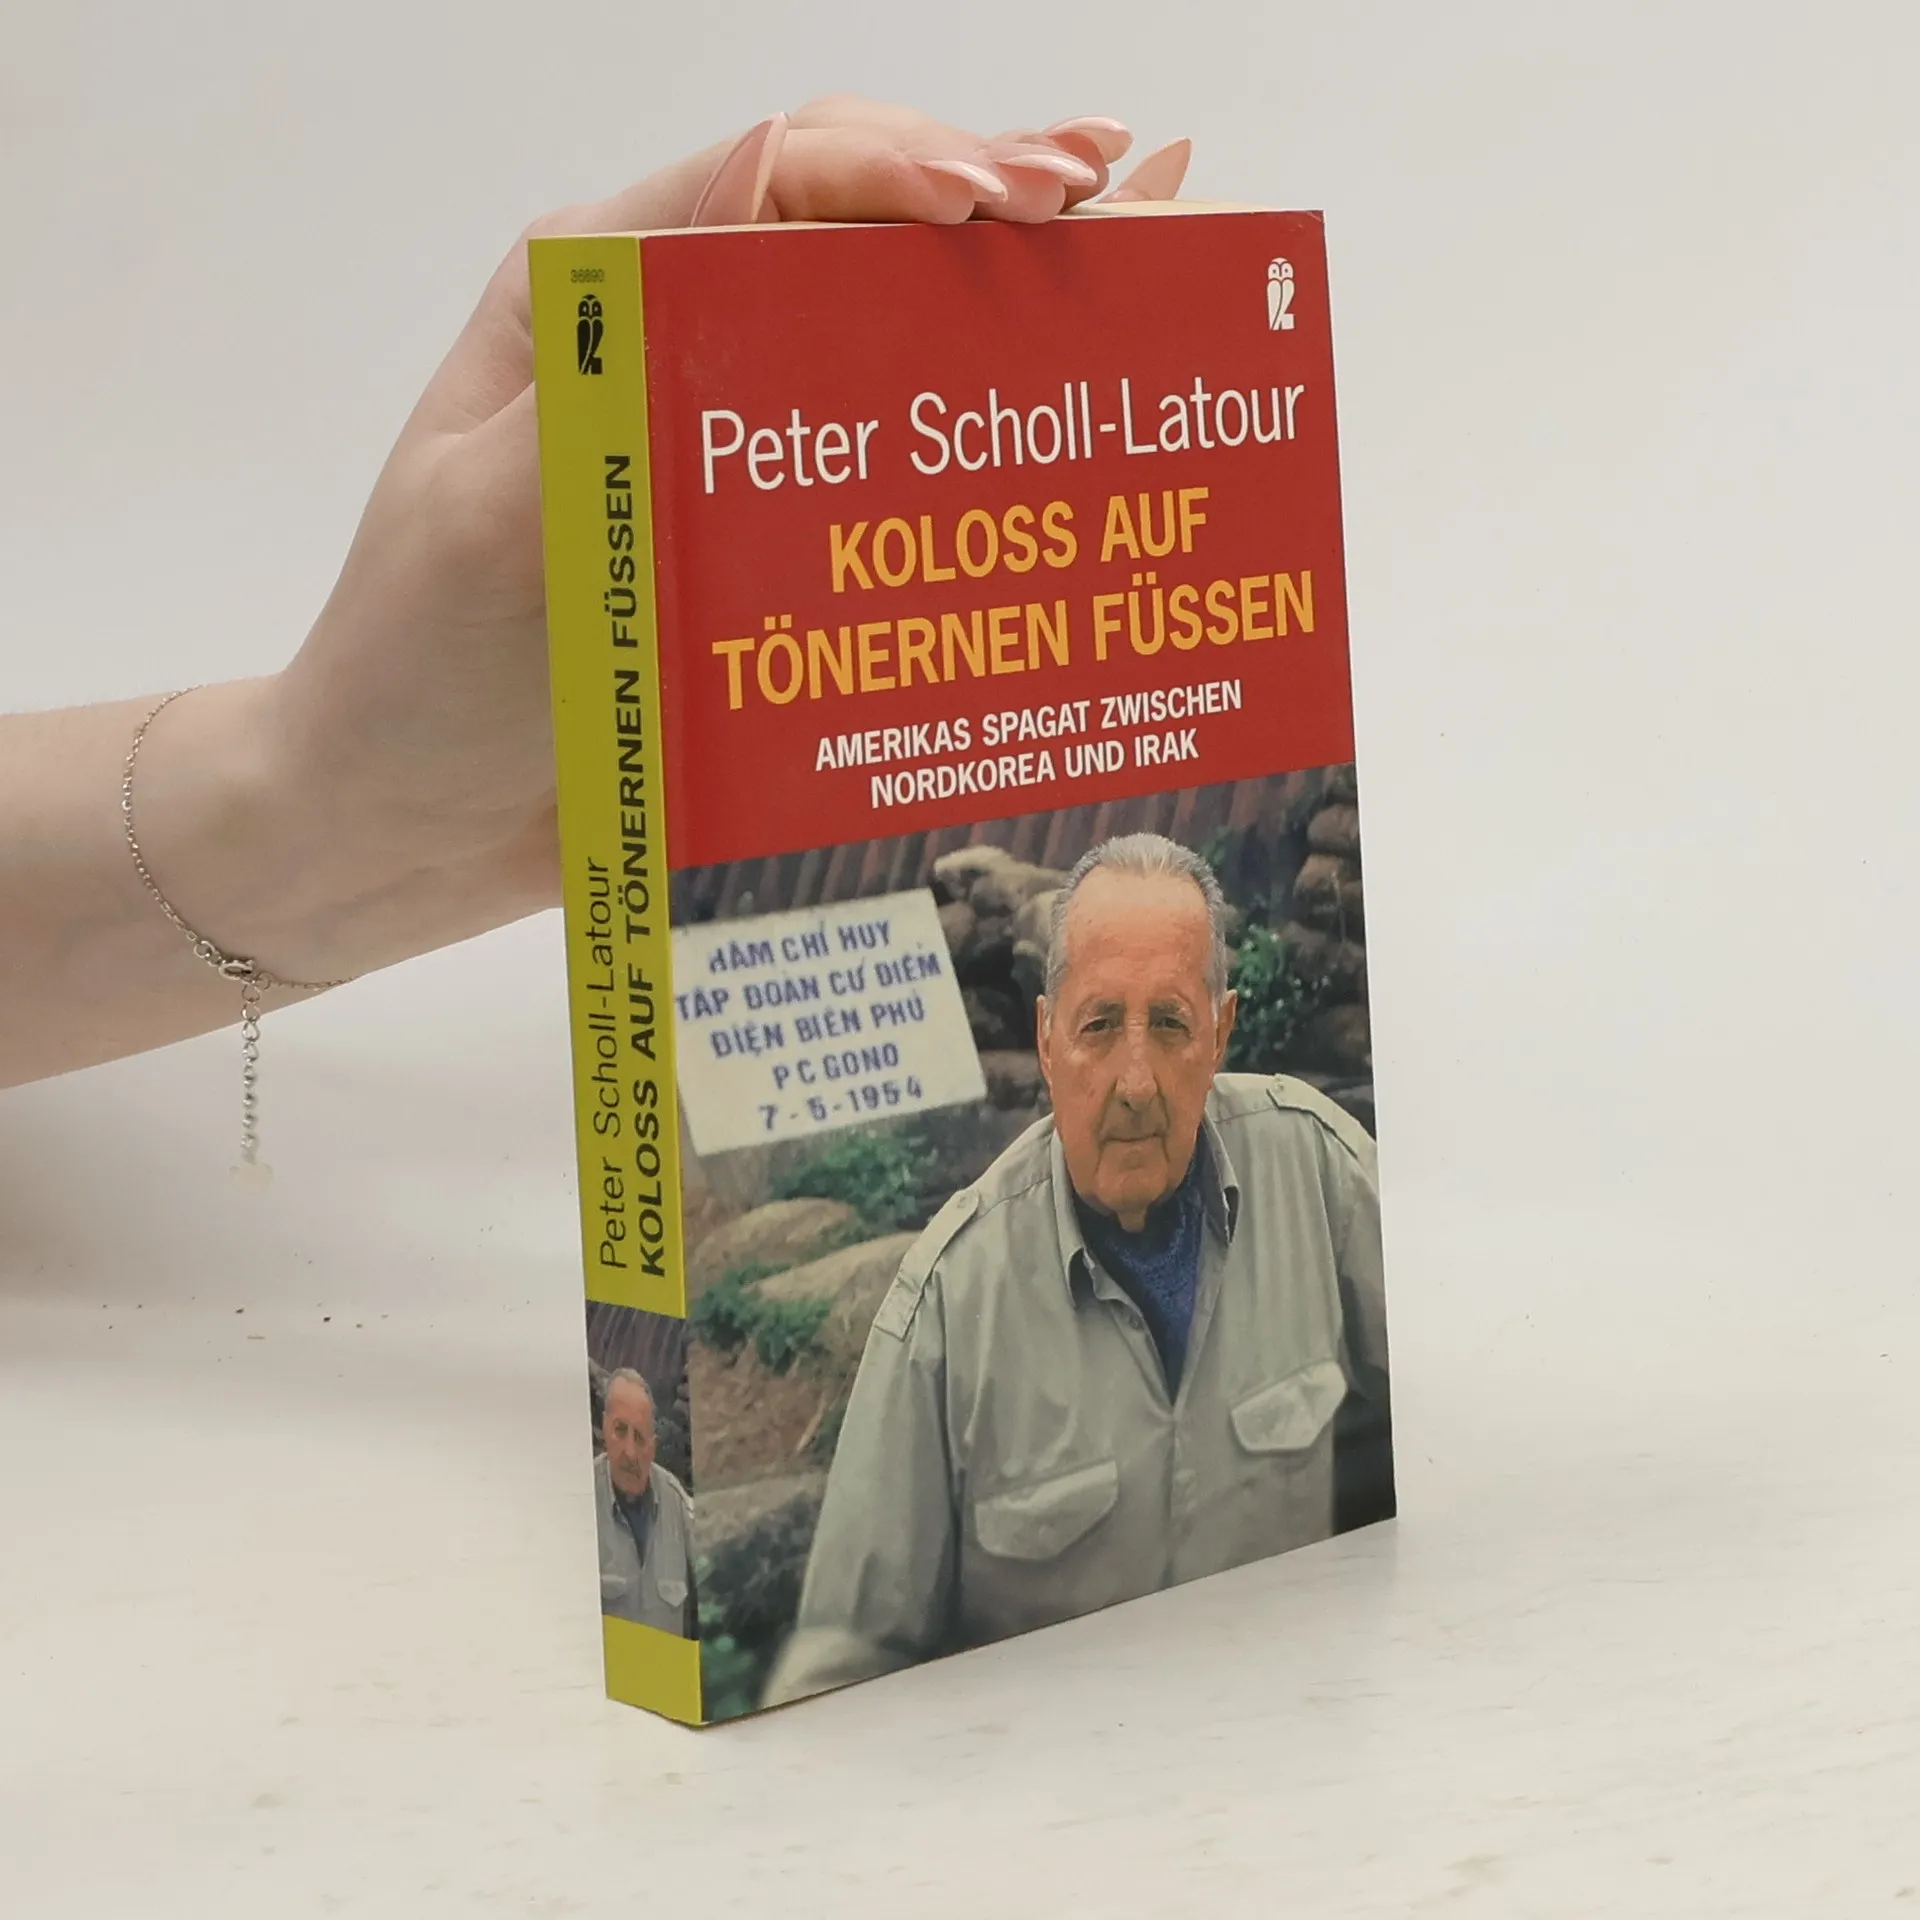 36890
Peter Scholl-Latour
KOLOSS AUF TÖNERNEN FÜSSEN
Peter Scholl-Latour
KOLOSS AUF
TÖNERNEN FÜSSEN
AMERIKAS SPAGAT ZWISCHEN
NORDKOREA UND IRAK
HẦM CHỈ HUY
TẬP ĐOÀN CỨ ĐIỂM
ĐIỆN BIÊN PHỦ
P C GONO
7-5-1954